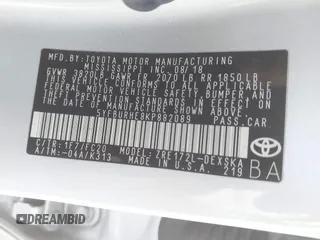 MFD.BY: TOYOTA MOTOR MANUFACTURING
MISSISSIPPI INC. 08/18
GVWR 3820LB GAWR FR 2070 LB RR 1850 LB
THIS VEHICLE CONFORMS TO ALL APPLICABLE
FEDERAL MOTOR VEHICLE SAFETY, BUMPER, AND
THEFT PREVENTION STANDARDS IN EFFECT ON
THE DATE OF MANUFACTURE SHOWN ABOVE.
5YFBURHE8KP882089 PASS.CAR
C/TR: 1F7/FC20
MODEL: ZRE172L-DEXSKA
A/TM: -04A/K313
MADE IN U.S.A. 219
BA
TOYOTA
DREAMBID